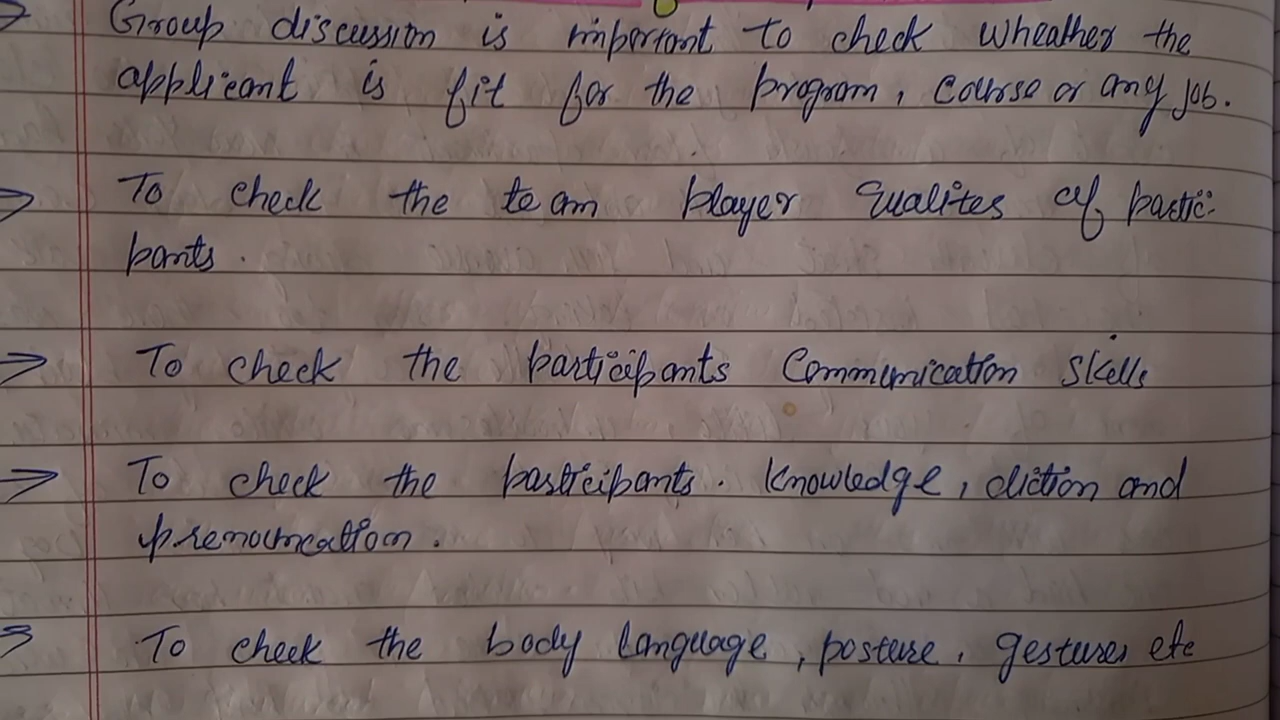 ⇒ Group discussion is important to check wheather the
applicant is fit for the program, course or any job.
⇒ To check the team player qualites of partic-
pants.
⇒ To check the participants Communication skills
⇒ To check the participants. knowledge, diction and
prenouncation.
⇒ To check the body language, posture, gestures etc